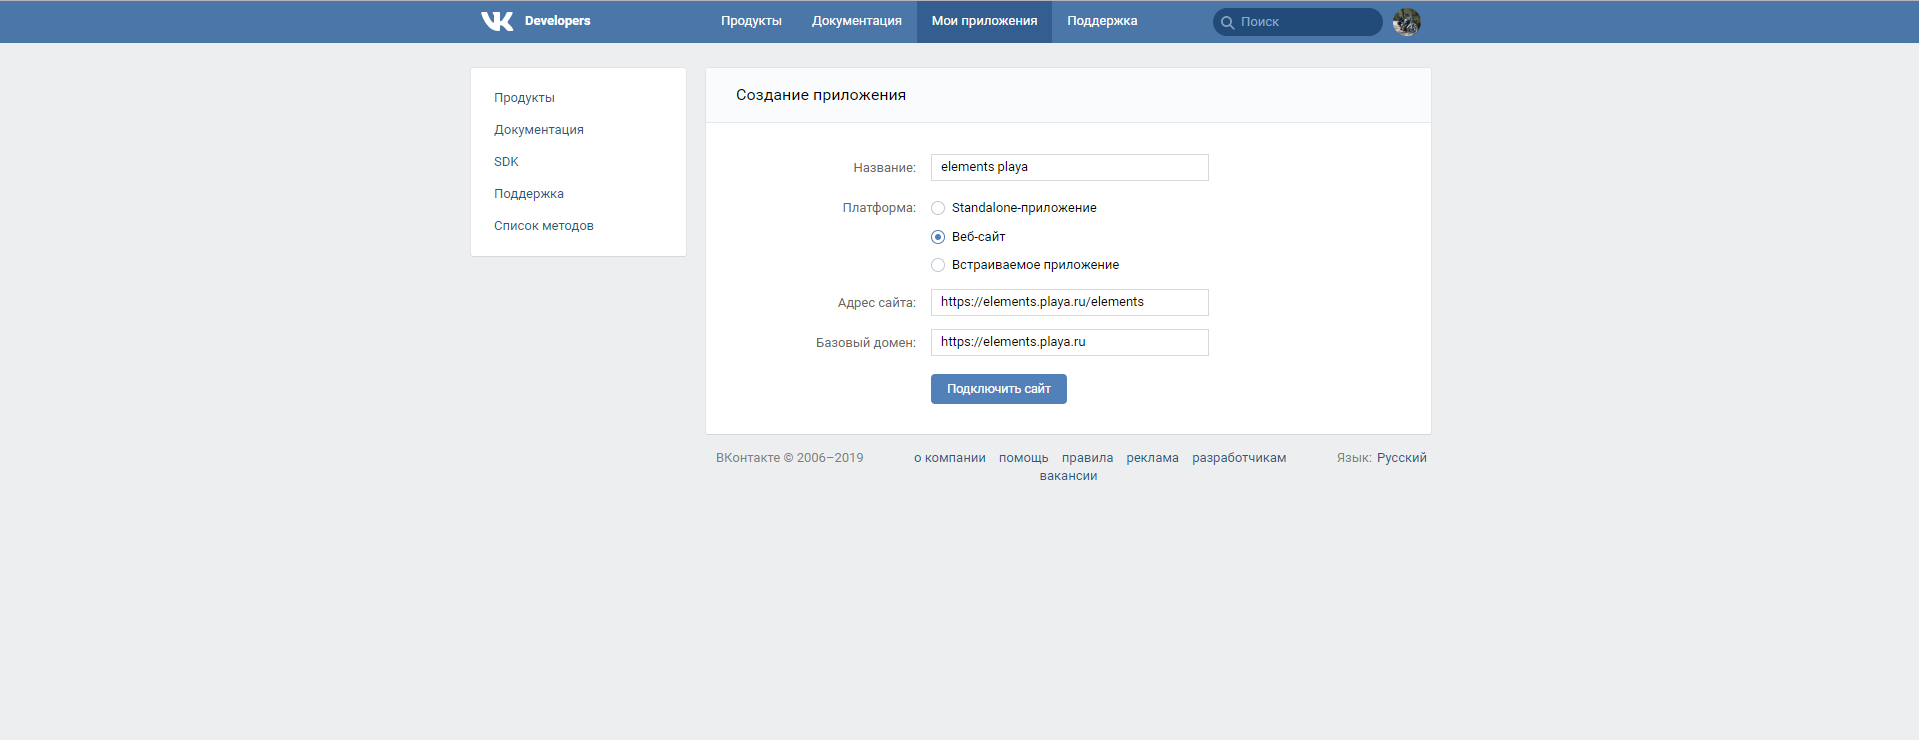 Developers Продукты Документация Мои приложения Поддержка Поиск
Продукты
Документация
SDK
Поддержка
Список методов
Создание приложения
Название: elements playa
Платформа: Standalone-приложение
Веб-сайт
Встраиваемое приложение
Адрес сайта: https://elements.playa.ru/elements
Базовый домен: https://elements.playa.ru
Подключить сайт
ВКонтакте © 2006–2019 о компании помощь правила реклама разработчикам Язык: Русский
вакансии